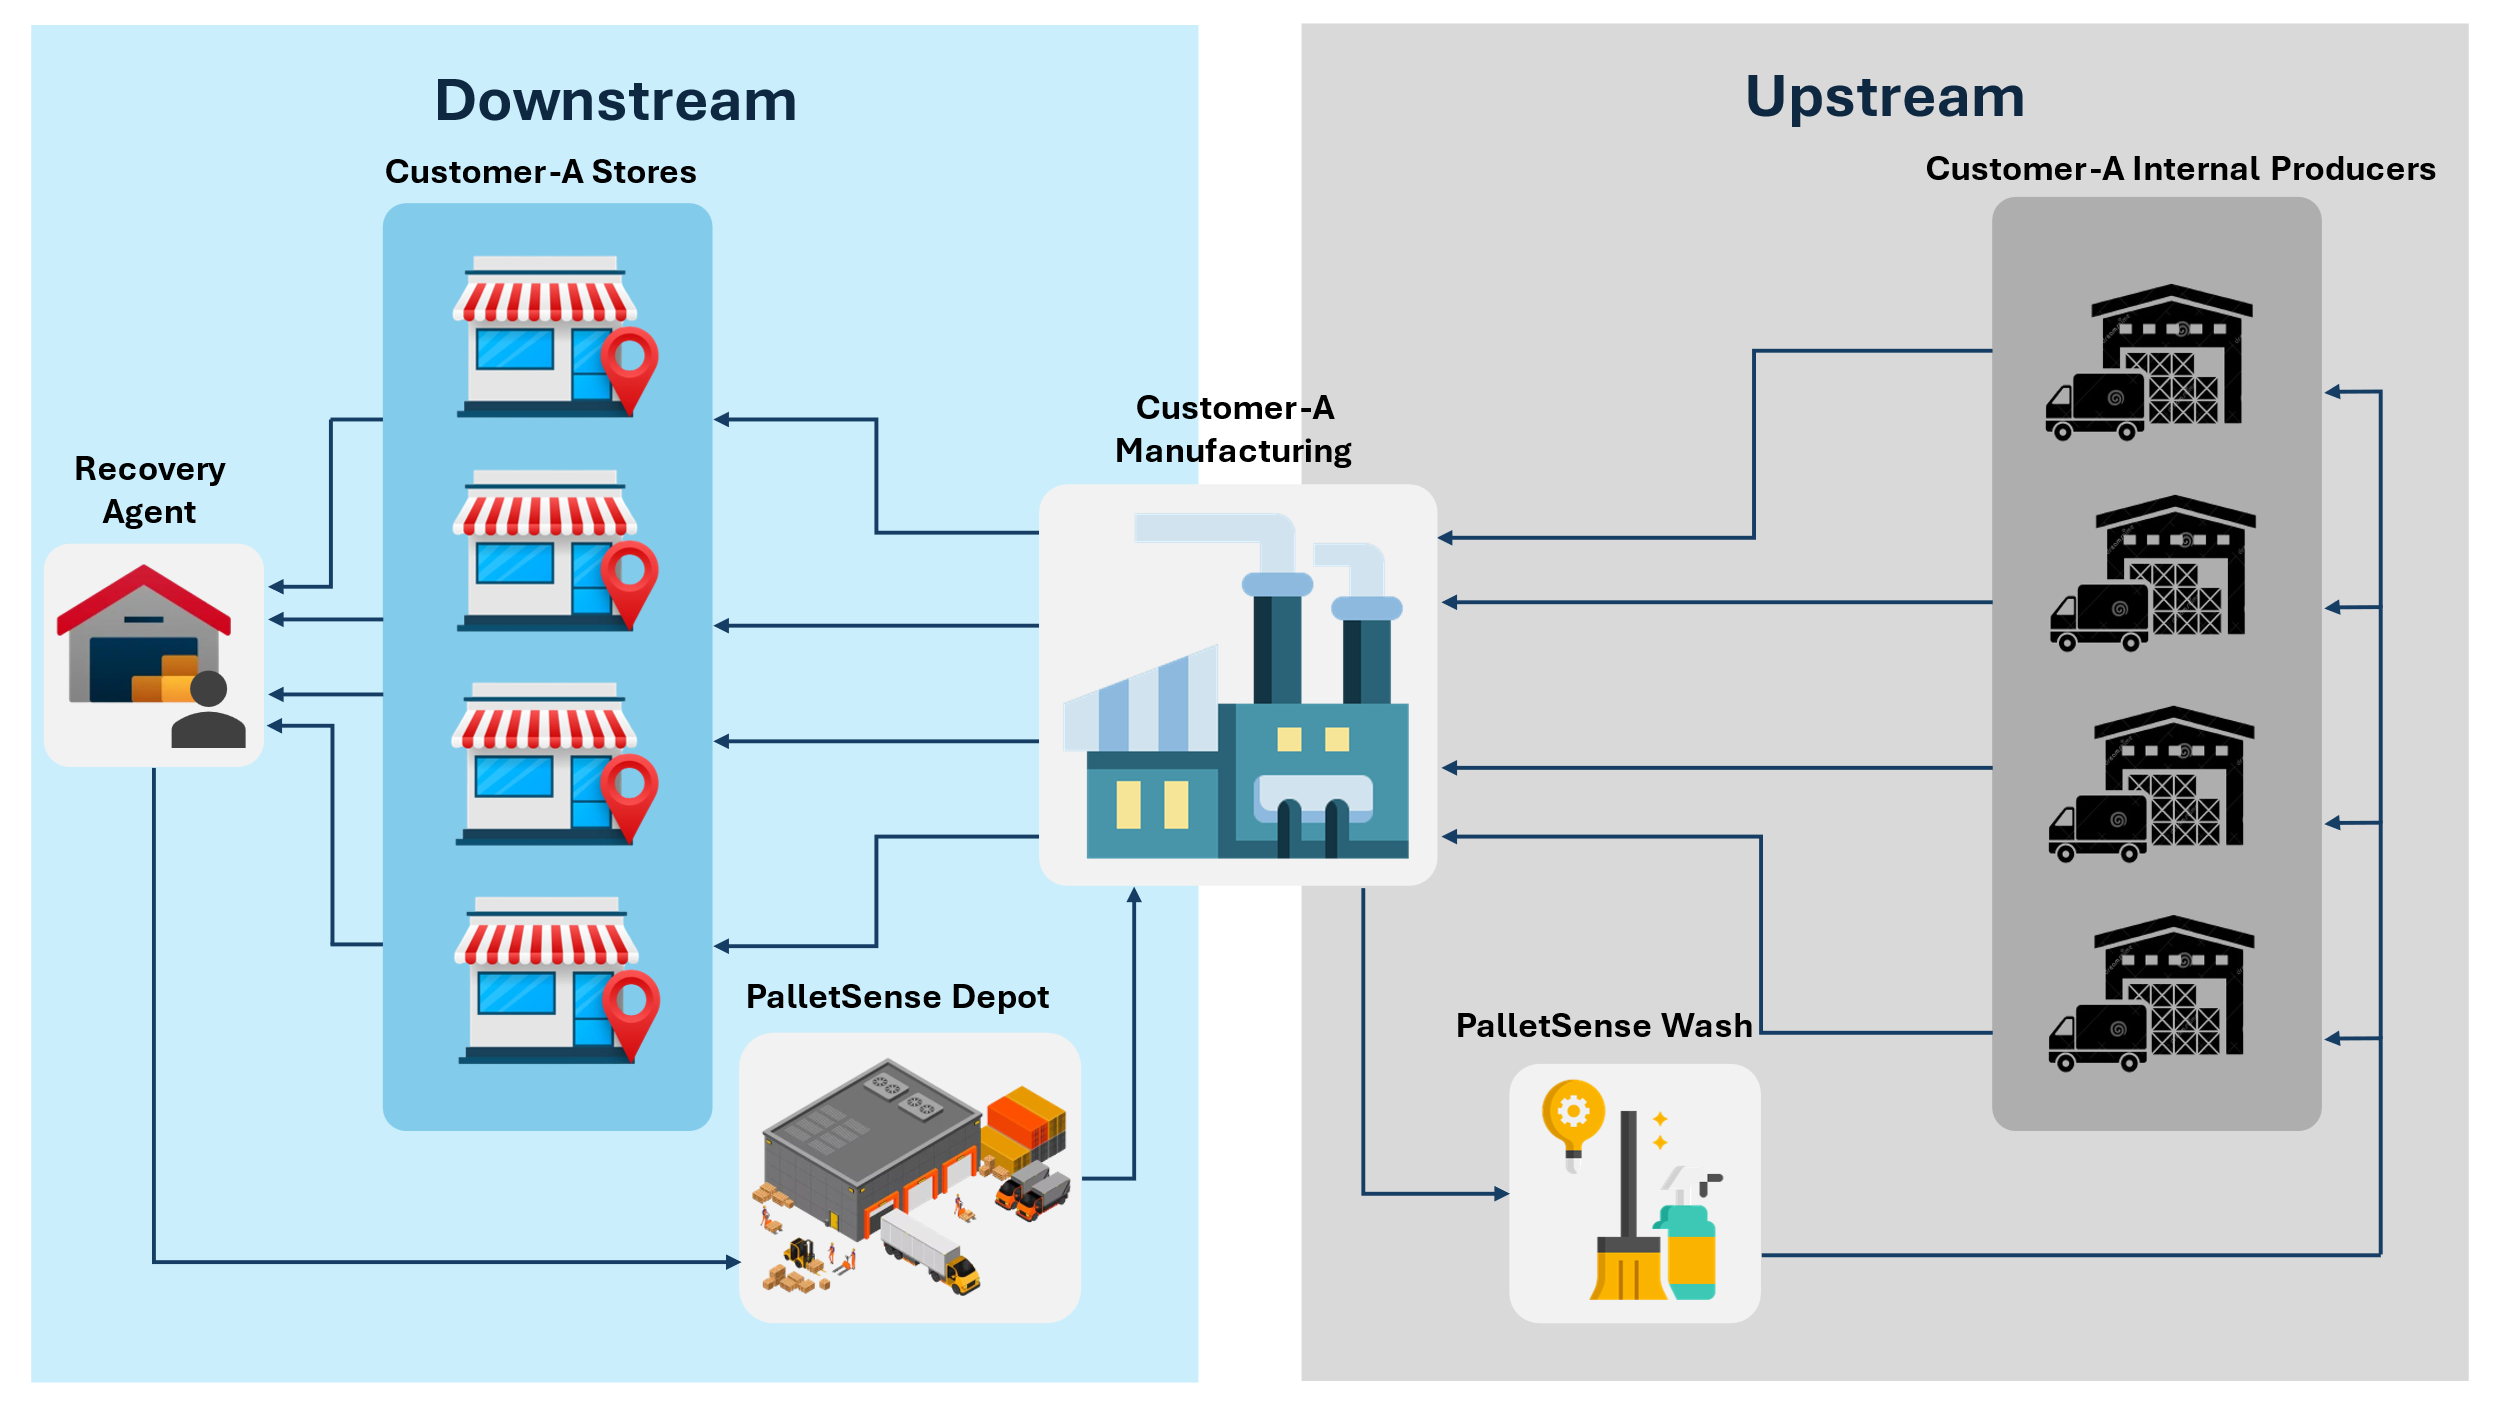 Downstream
Upstream
Customer-A Stores
Customer-A Internal Producers
Customer-A
Manufacturing
Recovery
Agent
PalletSense Depot
PalletSense Wash